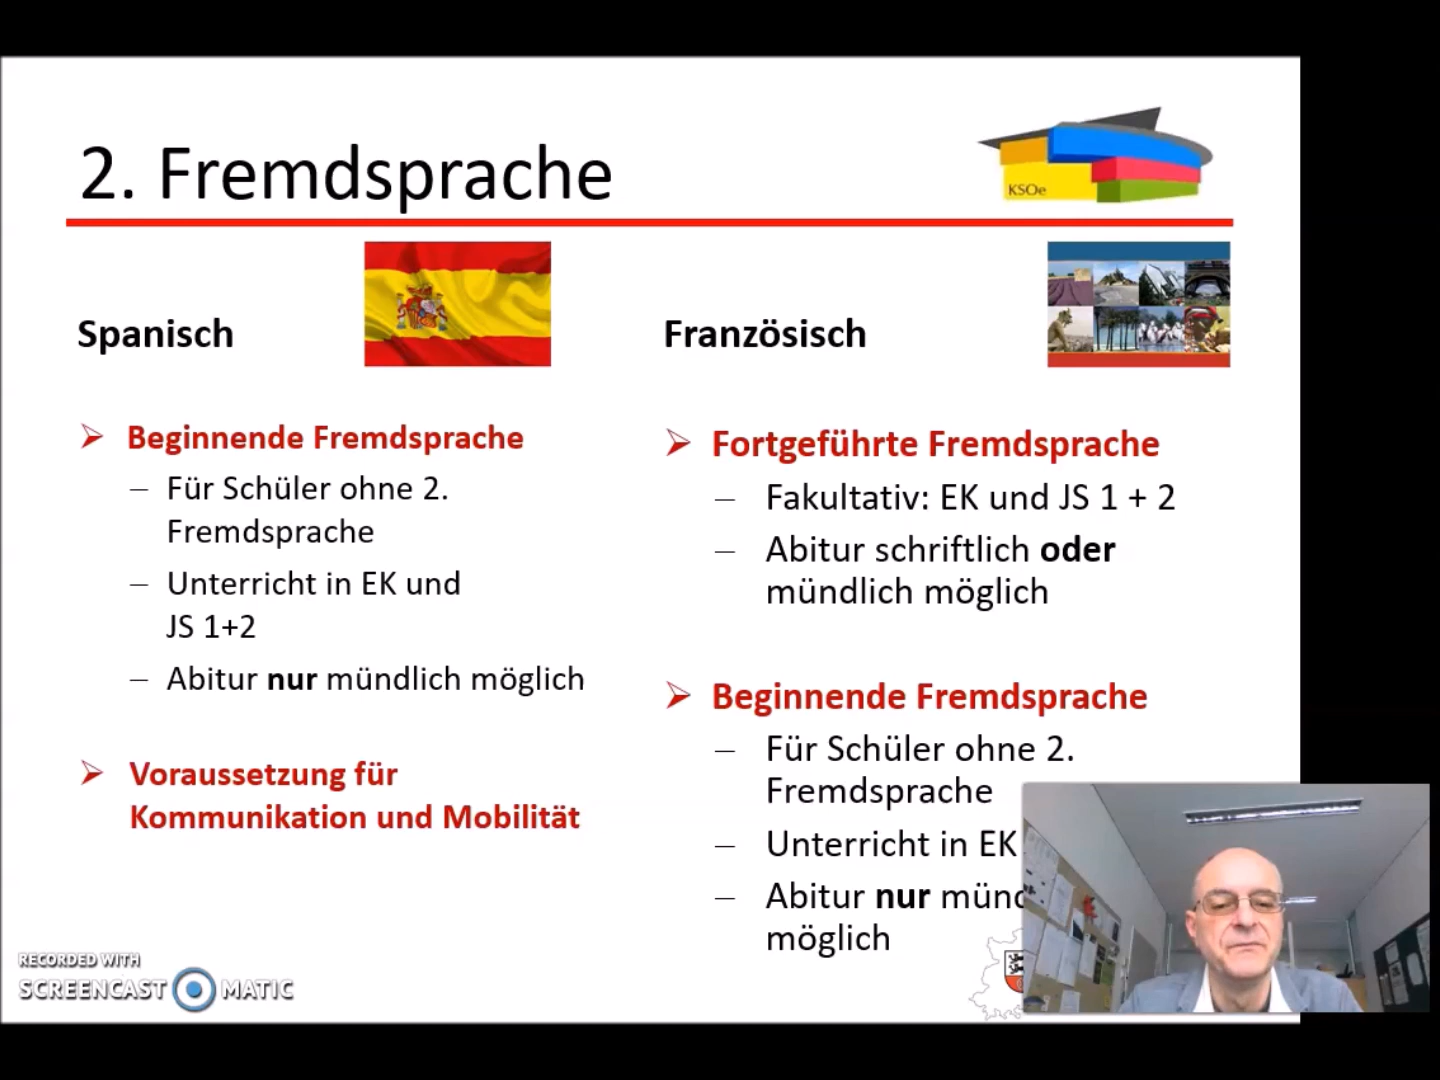 2. Fremdsprache
KSOe
Spanisch
Beginnende Fremdsprache
– Für Schüler ohne 2.
Fremdsprache
– Unterricht in EK und
JS 1+2
– Abitur nur mündlich möglich
Voraussetzung für
Kommunikation und Mobilität
Französisch
Fortgeführte Fremdsprache
– Fakultativ: EK und JS 1 + 2
– Abitur schriftlich oder
mündlich möglich
Beginnende Fremdsprache
– Für Schüler ohne 2.
Fremdsprache
– Unterricht in EK
– Abitur nur
möglich
RECORDED WITH
SCREENCAST MATIC